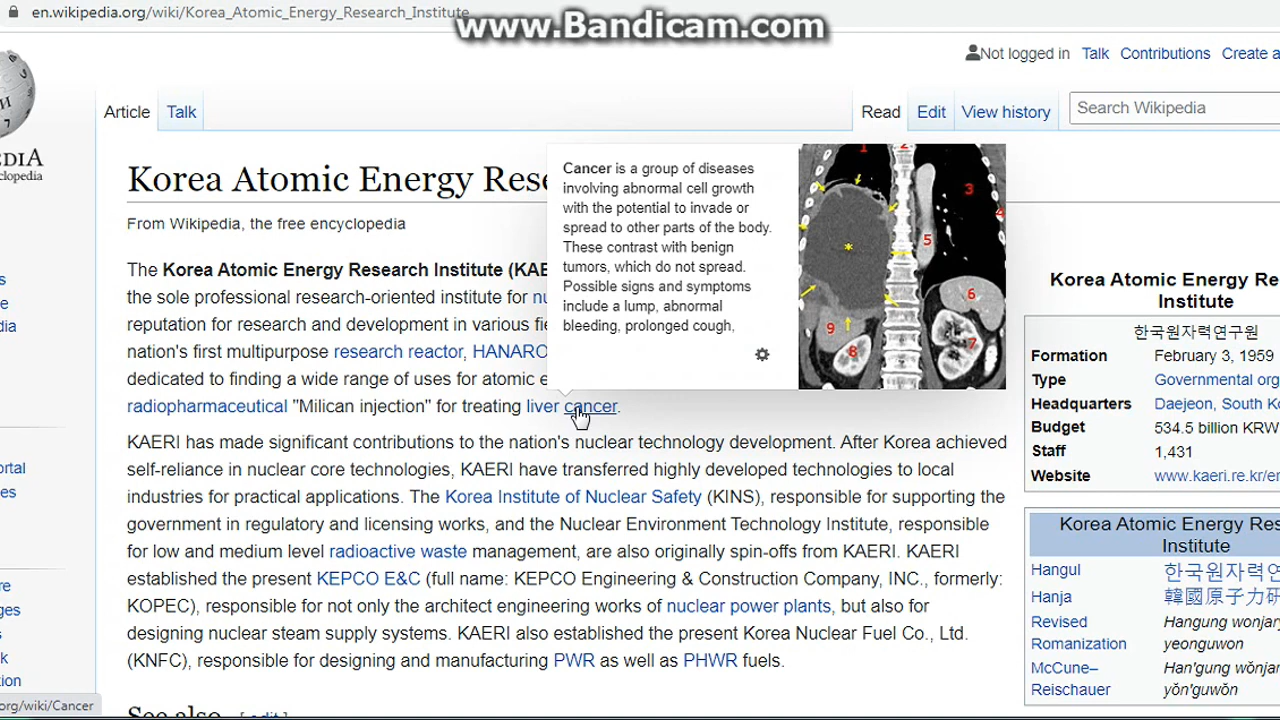 en.wikipedia.org/wiki/Korea_Atomic_Energy_Research_Institute
www.Bandicam.com
Not logged in Talk Contributions Create a
Article Talk
Read Edit View history
Search Wikipedia
Korea Atomic Energy Res
From Wikipedia, the free encyclopedia
The Korea Atomic Energy Research Institute (KAE
the sole professional research-oriented institute for nu
reputation for research and development in various fie
nation's first multipurpose research reactor, HANARO
dedicated to finding a wide range of uses for atomic e
radiopharmaceutical "Milican injection" for treating liver cancer.
Cancer is a group of diseases
involving abnormal cell growth
with the potential to invade or
spread to other parts of the body.
These contrast with benign
tumors, which do not spread.
Possible signs and symptoms
include a lump, abnormal
bleeding, prolonged cough,
1
2
3
4
5
6
7
8
9
*
KAERI has made significant contributions to the nation's nuclear technology development. After Korea achieved
self-reliance in nuclear core technologies, KAERI have transferred highly developed technologies to local
industries for practical applications. The Korea Institute of Nuclear Safety (KINS), responsible for supporting the
government in regulatory and licensing works, and the Nuclear Environment Technology Institute, responsible
for low and medium level radioactive waste management, are also originally spin-offs from KAERI. KAERI
established the present KEPCO E&C (full name: KEPCO Engineering & Construction Company, INC., formerly:
KOPEC), responsible for not only the architect engineering works of nuclear power plants, but also for
designing nuclear steam supply systems. KAERI also established the present Korea Nuclear Fuel Co., Ltd.
(KNFC), responsible for designing and manufacturing PWR as well as PHWR fuels.
See also [ edit ]
Korea Atomic Energy Re
Institute
한국원자력연구원
Formation February 3, 1959
Type Governmental org
Headquarters Daejeon, South Ko
Budget 534.5 billion KRW
Staff 1,431
Website www.kaeri.re.kr/en
Korea Atomic Energy Res
Institute
Hangul 한국원자력연
Hanja 韓國原子力研
Revised Hangung wonjary
Romanization yeonguwon
McCune– Han'gung wŏnjar
Reischauer yŏn'guwŏn
org/wiki/Cancer